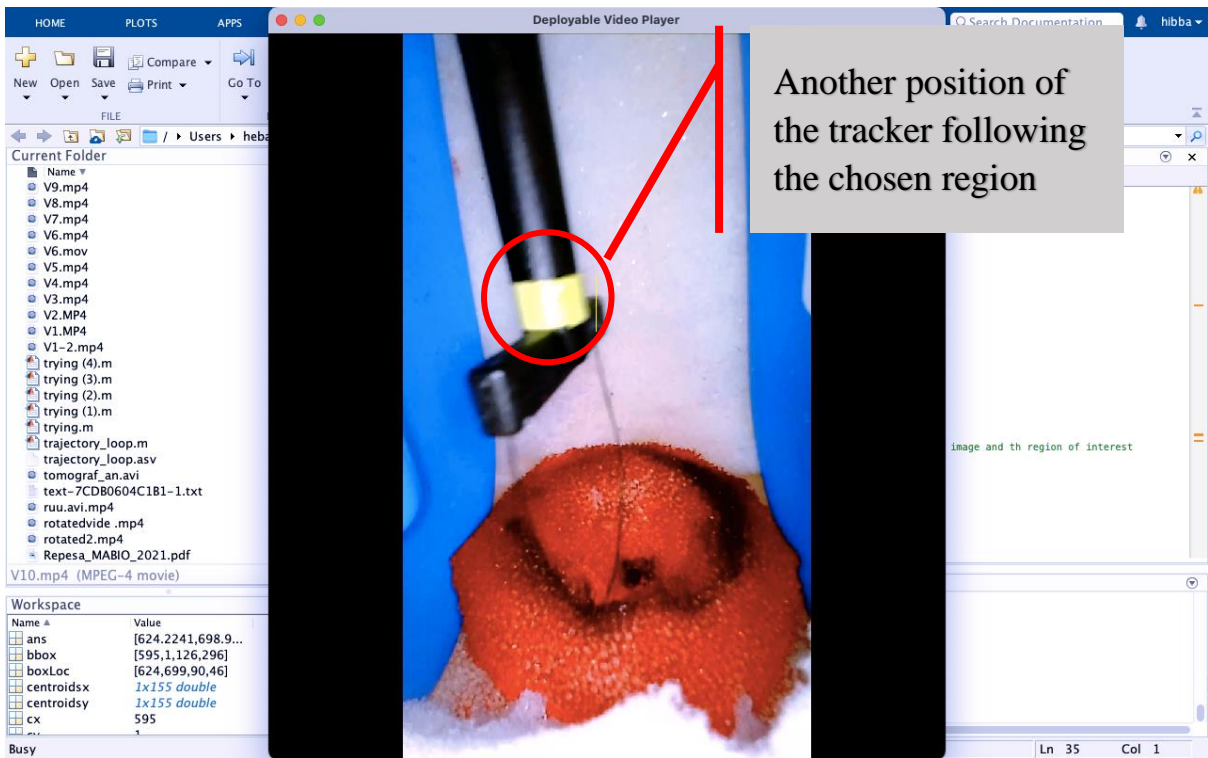 HOME PLOTS APPS
Deployable Video Player
Search Documentation hibba
Compare
New Open Save Print Go To
FILE
/ Users heba
Another position of
the tracker following
the chosen region
Current Folder
Name
V9.mp4
V8.mp4
V7.mp4
V6.mp4
V6.mov
V5.mp4
V4.mp4
V3.mp4
V2.MP4
V1.MP4
V1-2.mp4
trying (4).m
trying (3).m
trying (2).m
trying (1).m
trying.m
trajectory_loop.m
trajectory_loop.asv
tomograf_an.avi
text-7CDB0604C1B1-1.txt
ruu.avi.mp4
rotatedvide .mp4
rotated2.mp4
Repesa_MABIO_2021.pdf
V10.mp4 (MPEG-4 movie)
image and th region of interest
Workspace
Name Value
ans [624.2241,698.9...
bbox [595,1,126,296]
boxLoc [624,699,90,46]
centroidsx 1x155 double
centroidsy 1x155 double
cx 595
Busy
Ln 35 Col 1